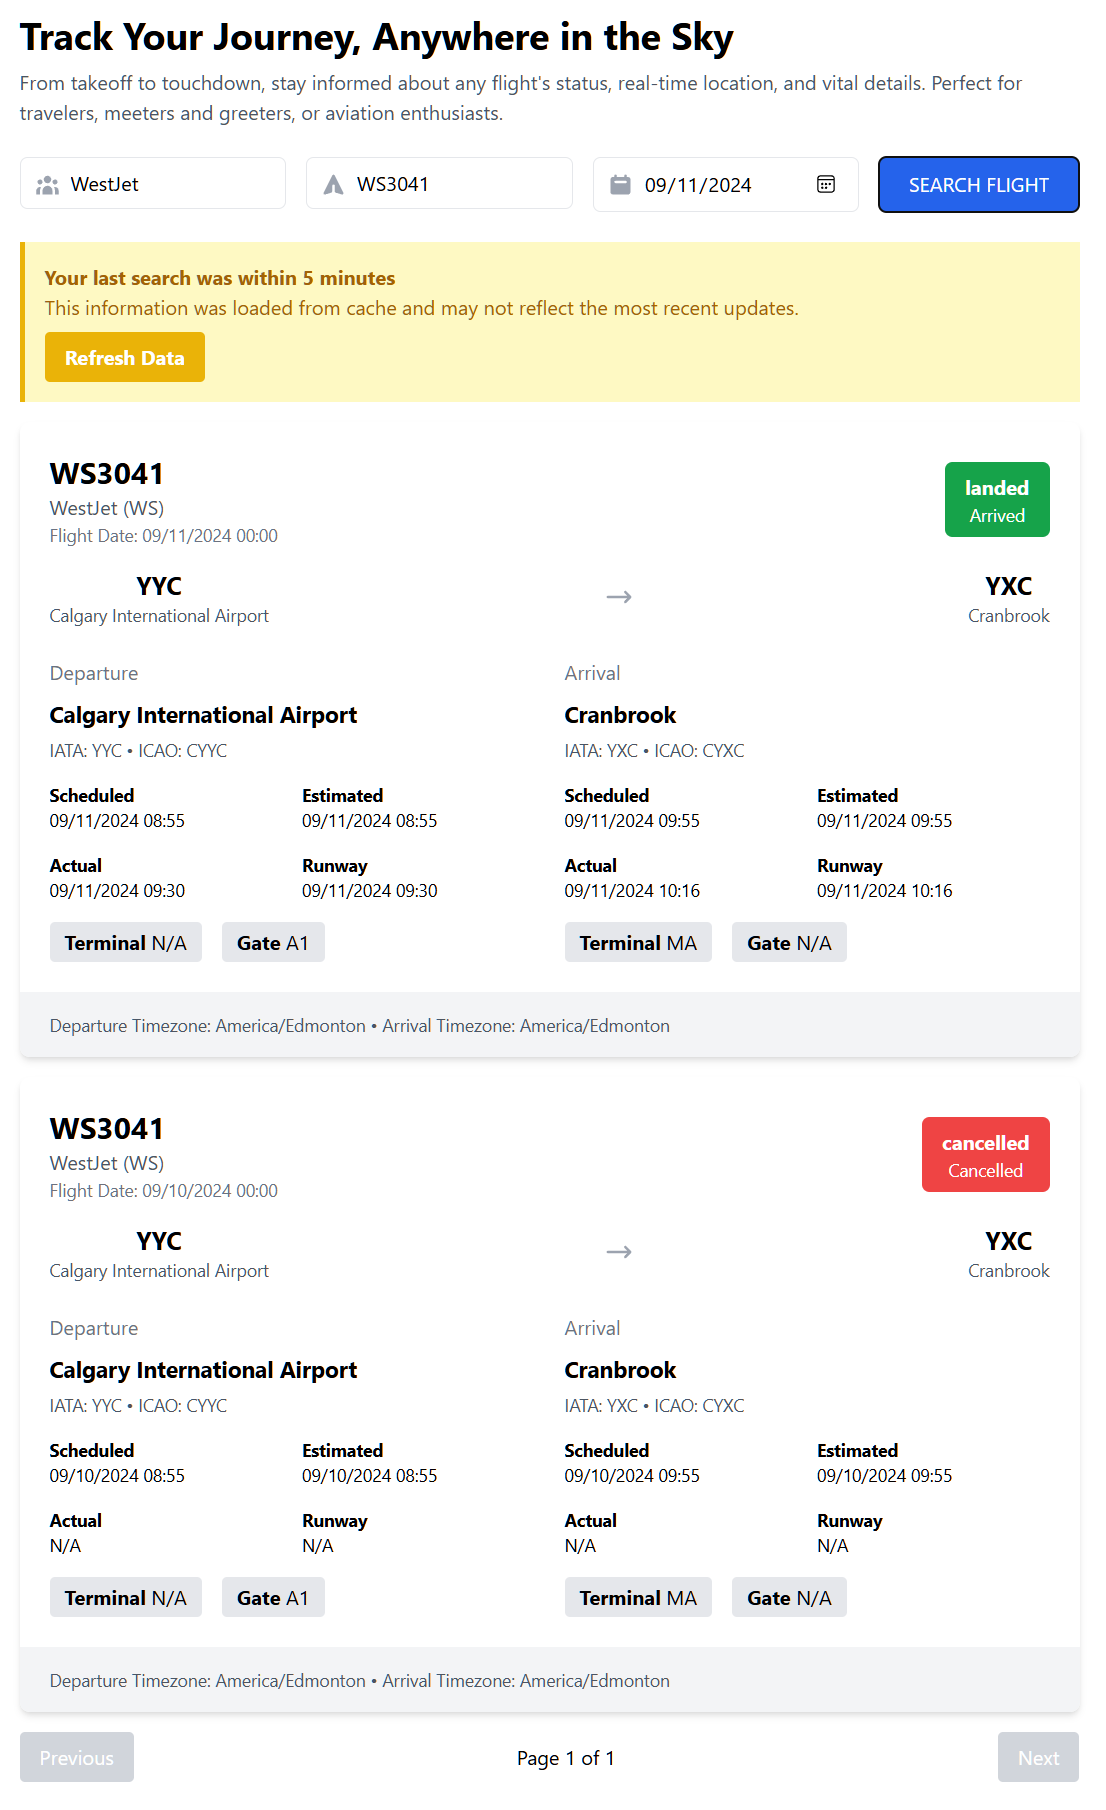 Track Your Journey, Anywhere in the Sky
From takeoff to touchdown, stay informed about any flight's status, real-time location, and vital details. Perfect for
travelers, meeters and greeters, or aviation enthusiasts.
WestJet
WS3041
09/11/2024
SEARCH FLIGHT
Your last search was within 5 minutes
This information was loaded from cache and may not reflect the most recent updates.
Refresh Data
WS3041
WestJet (WS)
Flight Date: 09/11/2024 00:00
landed
Arrived
YYC
Calgary International Airport
→
YXC
Cranbrook
Departure
Calgary International Airport
IATA: YYC • ICAO: CYYC
Scheduled
09/11/2024 08:55
Estimated
09/11/2024 08:55
Actual
09/11/2024 09:30
Runway
09/11/2024 09:30
Terminal N/A
Gate A1
Arrival
Cranbrook
IATA: YXC • ICAO: CYXC
Scheduled
09/11/2024 09:55
Estimated
09/11/2024 09:55
Actual
09/11/2024 10:16
Runway
09/11/2024 10:16
Terminal MA
Gate N/A
Departure Timezone: America/Edmonton • Arrival Timezone: America/Edmonton
WS3041
WestJet (WS)
Flight Date: 09/10/2024 00:00
cancelled
Cancelled
YYC
Calgary International Airport
→
YXC
Cranbrook
Departure
Calgary International Airport
IATA: YYC • ICAO: CYYC
Scheduled
09/10/2024 08:55
Estimated
09/10/2024 08:55
Actual
N/A
Runway
N/A
Terminal N/A
Gate A1
Arrival
Cranbrook
IATA: YXC • ICAO: CYXC
Scheduled
09/10/2024 09:55
Estimated
09/10/2024 09:55
Actual
N/A
Runway
N/A
Terminal MA
Gate N/A
Departure Timezone: America/Edmonton • Arrival Timezone: America/Edmonton
Previous
Page 1 of 1
Next